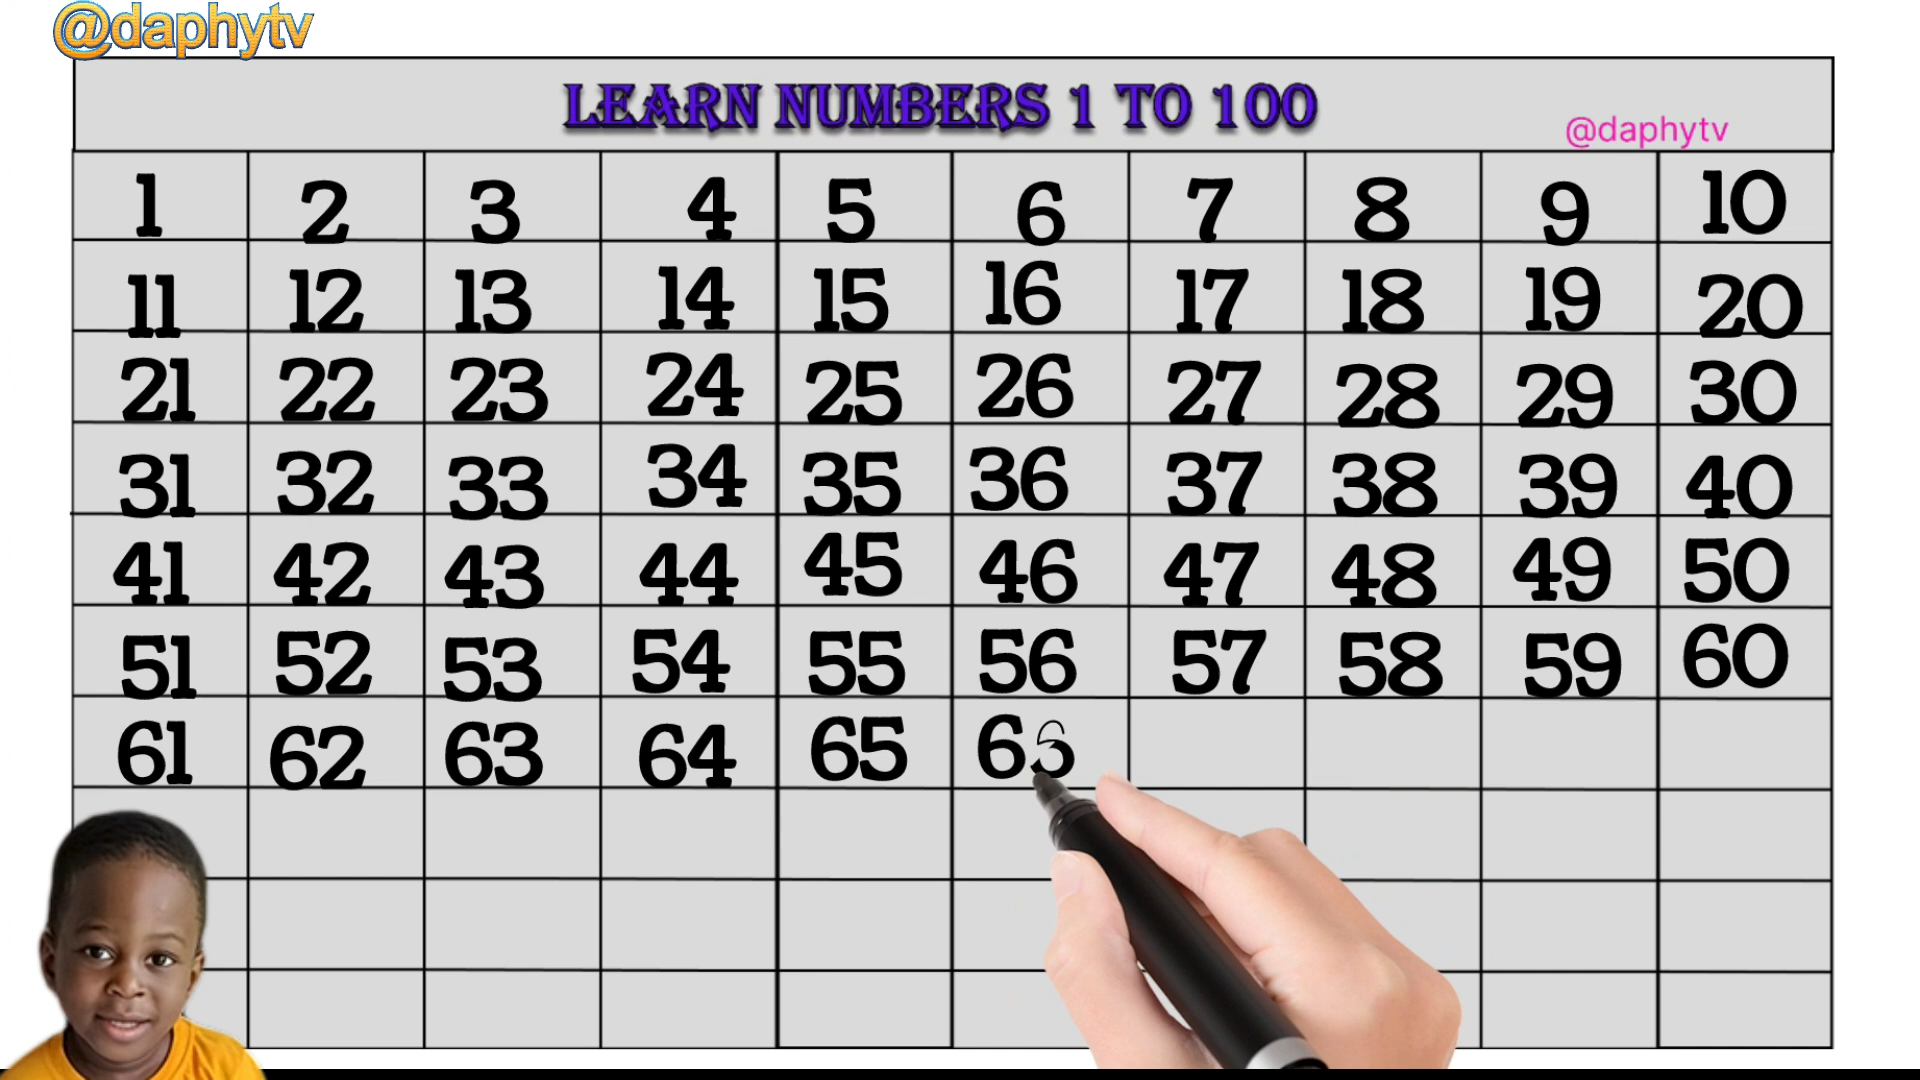 @daphytv
LEARN NUMBERS 1 TO 100
@daphytv
1 2 3 4 5 6 7 8 9 10
11 12 13 14 15 16 17 18 19 20
21 22 23 24 25 26 27 28 29 30
31 32 33 34 35 36 37 38 39 40
41 42 43 44 45 46 47 48 49 50
51 52 53 54 55 56 57 58 59 60
61 62 63 64 65 66